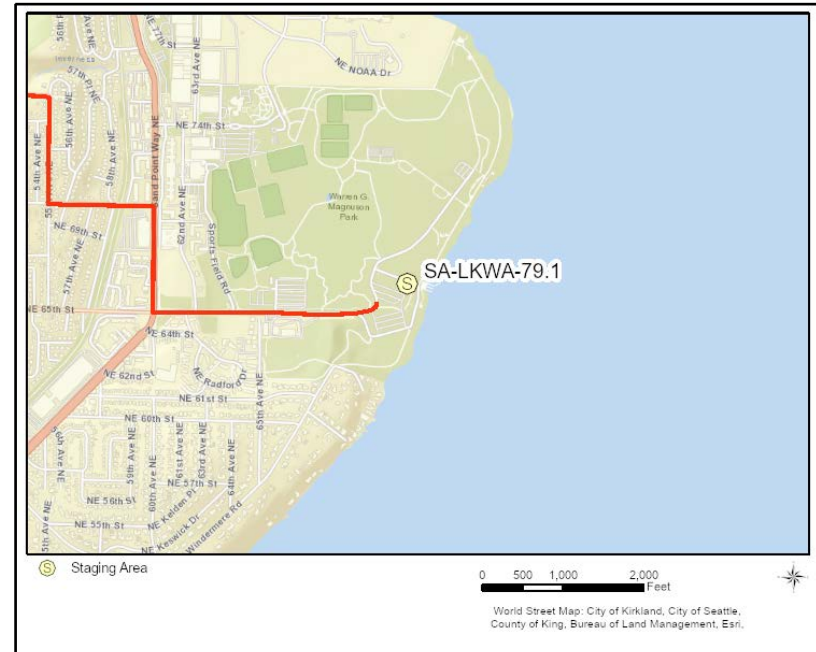 NE 77th St
56th
57th Pl NE
56th Ave NE
58th Ave NE
54th Ave NE
55
NE 69th St
Sand Point Way NE
63rd Ave NE
62nd Ave NE
NE NOAA Dr
NE 74th St
Warren G.
Magnuson
Park
Sports Field Rd
SA-LKWA-79.1
S
NE 65th St
NE 64th St
NE 62nd St
NE Radford Dr
NE 61st St
65th Ave NE
NE 60th St
56th Ave NE
59th Ave NE
60th Ave NE
61st Ave NE
63rd Ave NE
64th Ave NE
NE 57th St
NE 56th St
NE Kelden Pl
NE 55th St
5th Ave NE
NE Keswick Dr
Windermere Rd
S Staging Area
0 500 1,000 2,000
Feet
World Street Map: City of Kirkland, City of Seattle,
County of King, Bureau of Land Management, Esri,